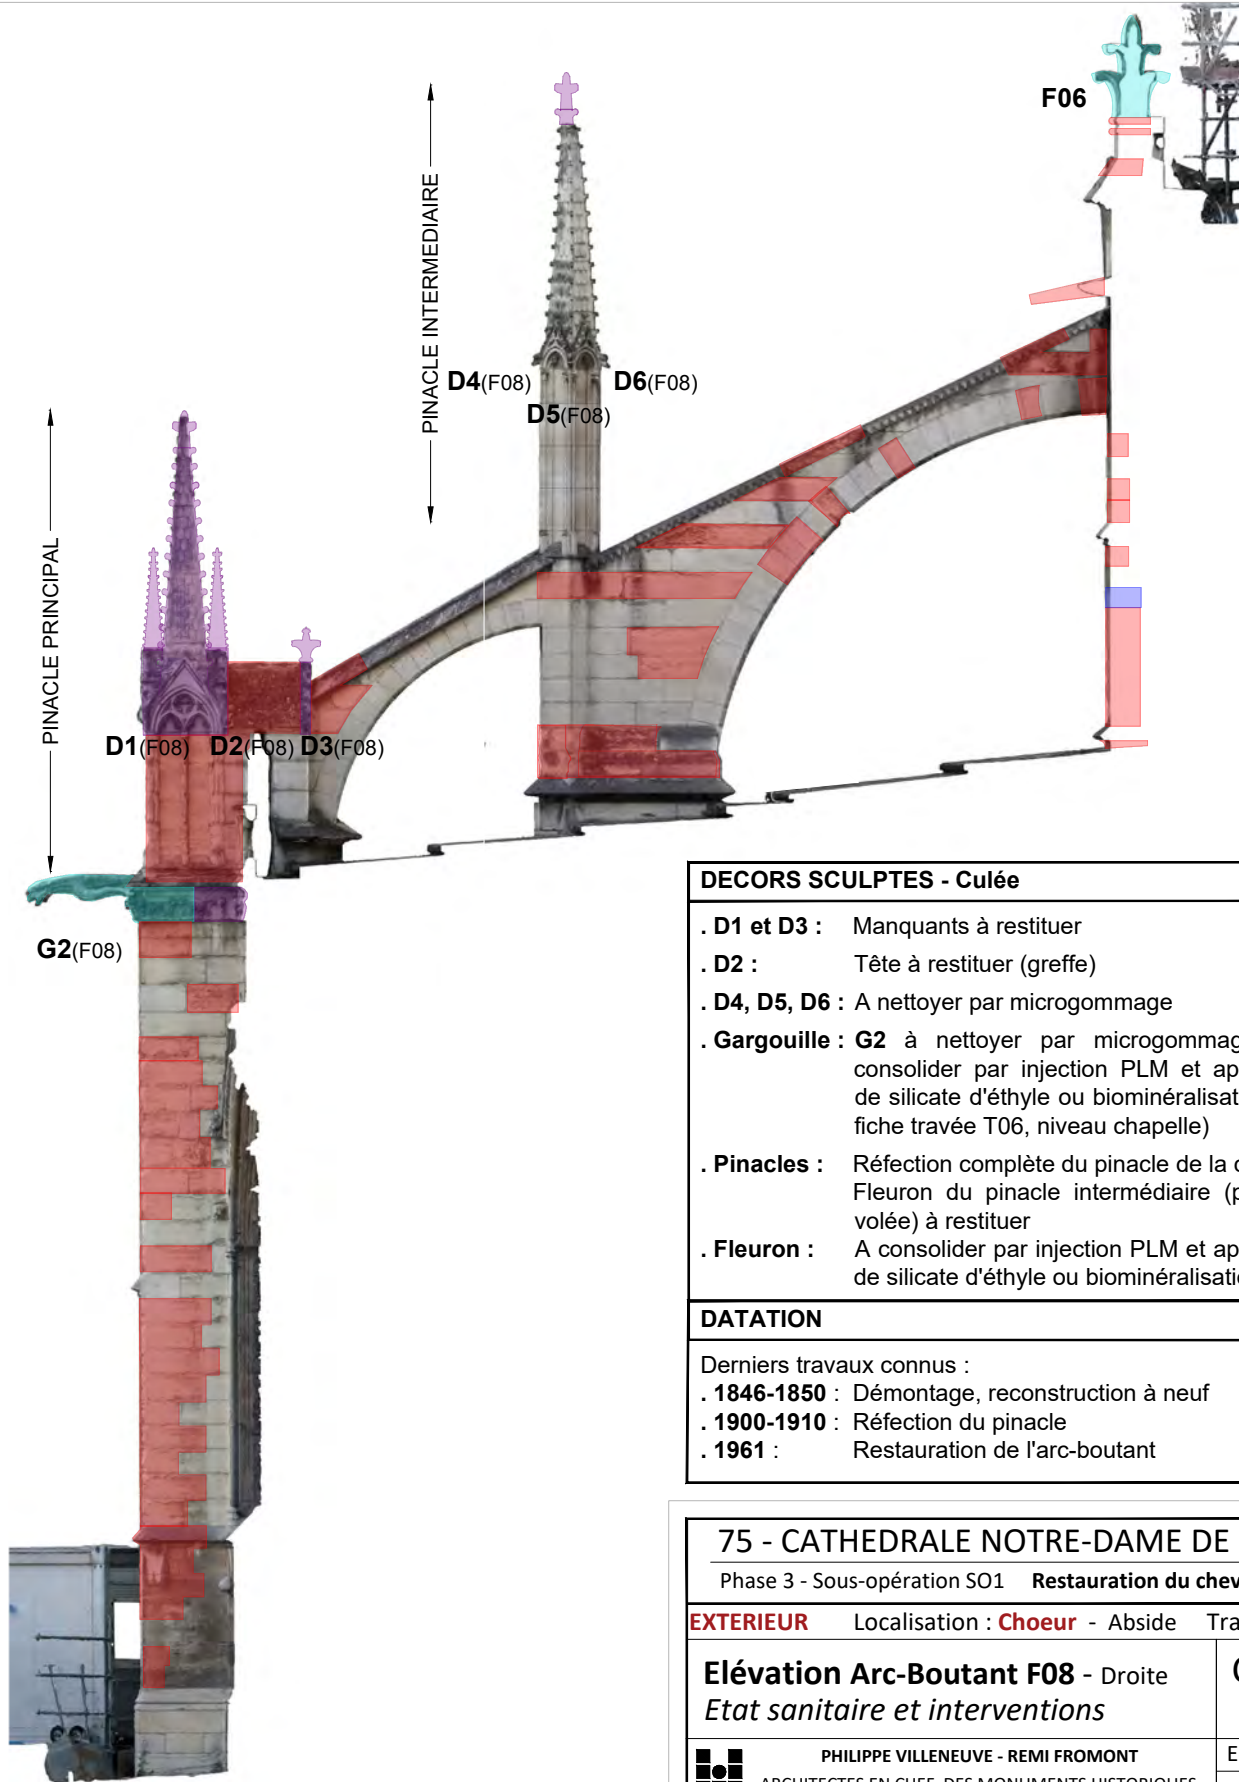 F06
PINACLE INTERMEDIAIRE
D4(F08)
D6(F08)
D5(F08)
PINACLE PRINCIPAL
D1(F08) D2(F08) D3(F08)
G2(F08)
DECORS SCULPTES - Culée
. D1 et D3 : Manquants à restituer
. D2 : Tête à restituer (greffe)
. D4, D5, D6 : A nettoyer par microgommage
. Gargouille : G2 à nettoyer par microgommag
consolider par injection PLM et ap
de silicate d'éthyle ou biominéralisat
fiche travée T06, niveau chapelle)
. Pinacles : Réfection complète du pinacle de la
Fleuron du pinacle intermédiaire (p
volée) à restituer
. Fleuron : A consolider par injection PLM et ap
de silicate d'éthyle ou biominéralisati
DATATION
Derniers travaux connus :
. 1846-1850 : Démontage, reconstruction à neuf
. 1900-1910 : Réfection du pinacle
. 1961 : Restauration de l'arc-boutant
75 - CATHEDRALE NOTRE-DAME DE
Phase 3 - Sous-opération SO1 Restauration du chev
EXTERIEUR Localisation : Choeur - Abside Tra
Elévation Arc-Boutant F08 - Droite
Etat sanitaire et interventions
PHILIPPE VILLENEUVE - REMI FROMONT
E
ARCHITECTES EN CHEF DES MONUMENTS HISTORIQUES